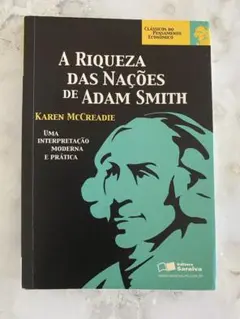 CLÁSSICOS DO
PENSAMENTO
ECONÔMICO
A RIQUEZA
DAS NAÇÕES
DE ADAM SMITH
KAREN MCCREADIE
UMA
INTERPRETAÇÃO
MODERNA
E PRÁTICA
Editora
Saraiva